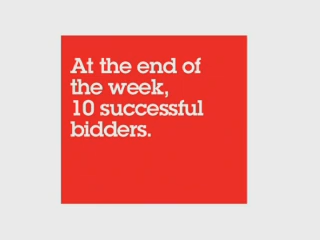 At the end of
the week,
10 successful
bidders.